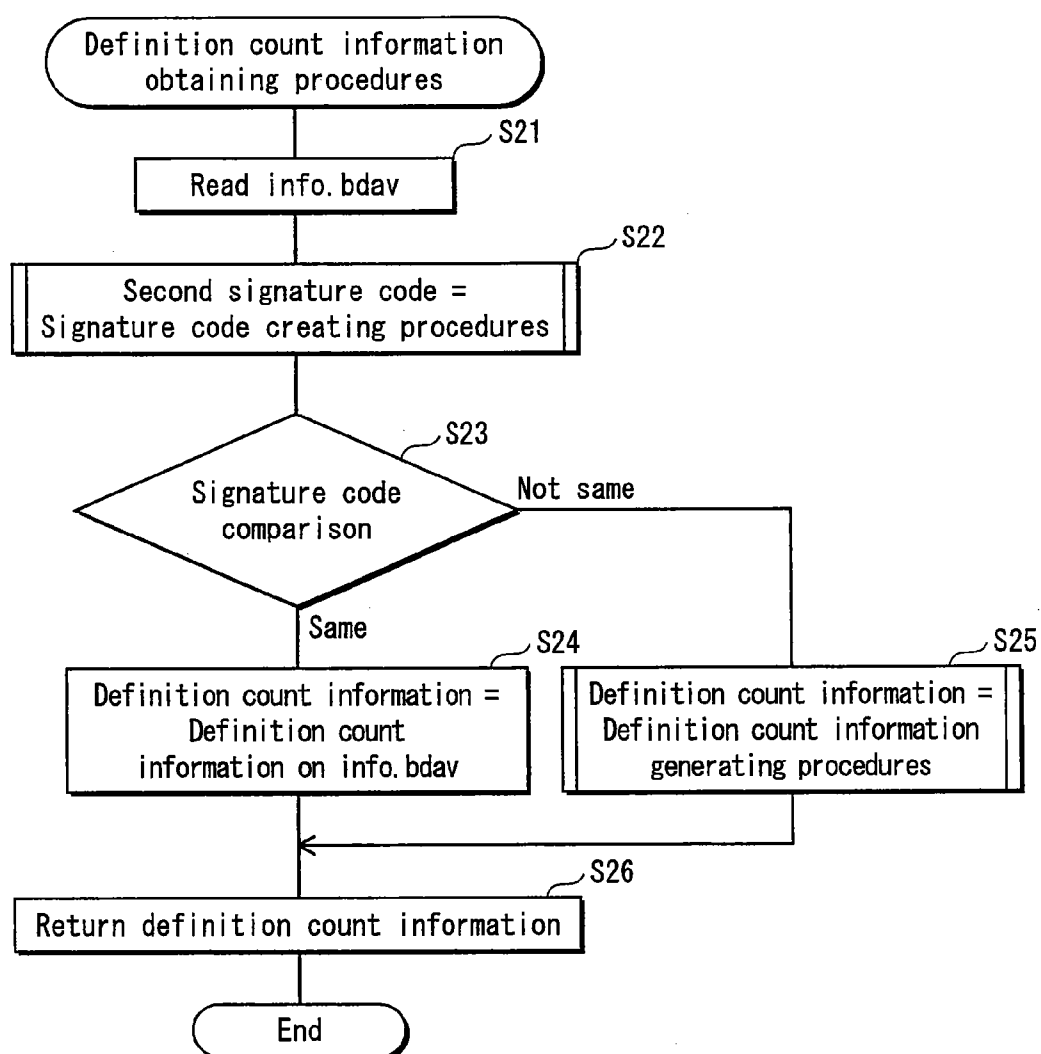 Definition count information
obtaining procedures
S21
Read info.bdav
S22
Second signature code =
Signature code creating procedures
S23
Signature code
comparison
Not same
Same
S24
Definition count information =
Definition count
information on info.bdav
S25
Definition count information =
Definition count information
generating procedures
S26
Return definition count information
End